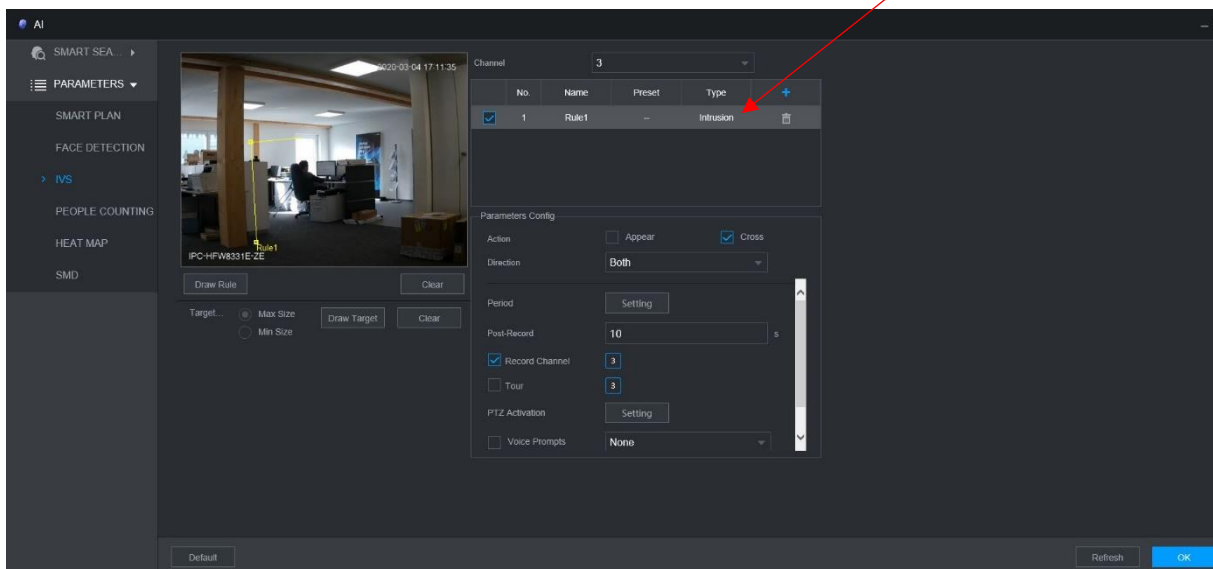 AI
SMART SEA...
PARAMETERS
SMART PLAN
FACE DETECTION
IVS
PEOPLE COUNTING
HEAT MAP
SMD
2020-03-04 17:11:35
Rule1
IPC-HFW8331E-ZE
Draw Rule Clear
Target... Max Size Draw Target Clear
Min Size
Channel 3
No. Name Preset Type +
1 Rule1 – Intrusion
Parameters Config
Action Appear Cross
Direction Both
Period Setting
Post-Record 10 s
Record Channel 3
Tour 3
PTZ Activation Setting
Voice Prompts None
Default Refresh OK